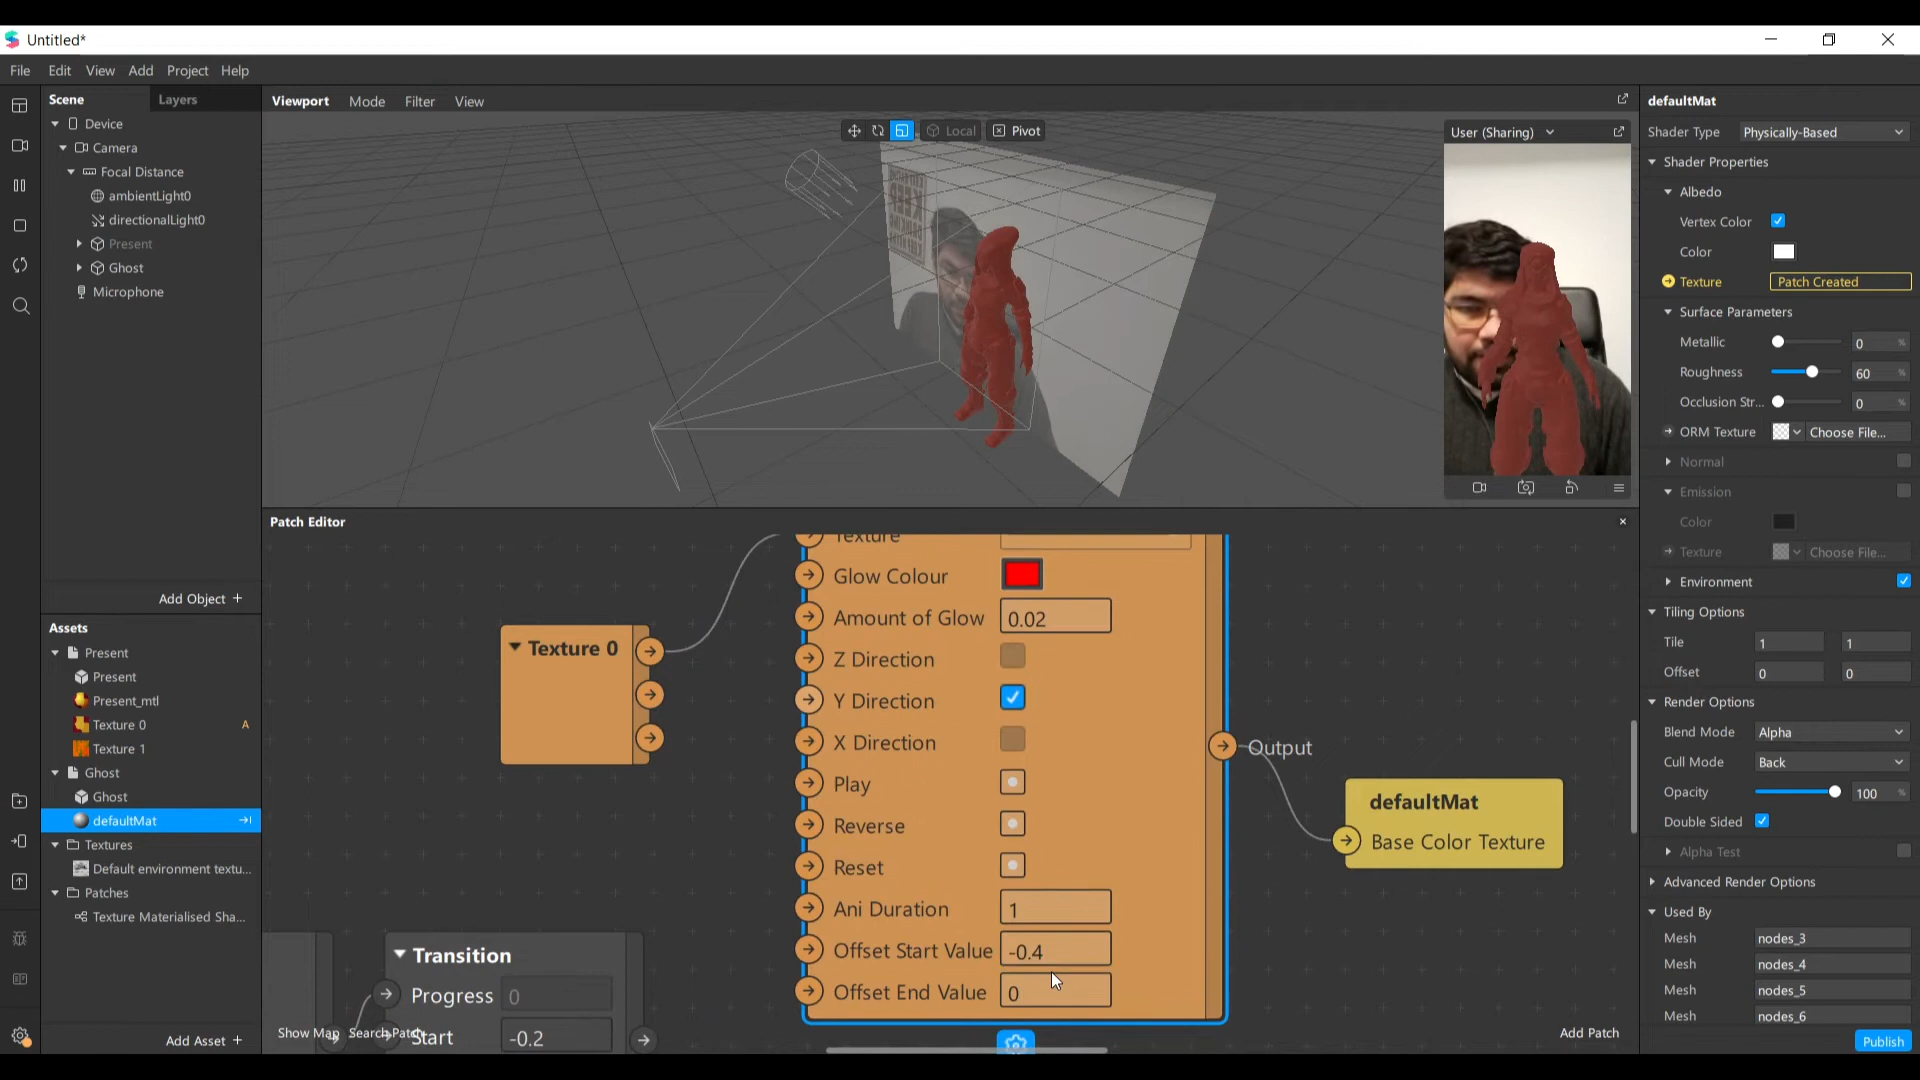 Untitled*
File Edit View Add Project Help
Scene Layers
Device
Camera
Focal Distance
ambientLight0
directionalLight0
Present
Ghost
Microphone
Add Object +
Assets
Present
Present
Present_mtl
Texture 0 A
Texture 1
Ghost
Ghost
defaultMat
Textures
Default environment textu...
Patches
Texture Materialised Sha...
Add Asset +
Viewport Mode Filter View
Local Pivot
User (Sharing)
Patch Editor
Texture 0
Texture
Glow Colour
Amount of Glow 0.02
Z Direction
Y Direction
X Direction
Play
Reverse
Reset
Ani Duration 1
Offset Start Value -0.4
Offset End Value 0
Output
defaultMat
Base Color Texture
Transition
Progress 0
Start -0.2
Show Map Search Patch
Add Patch
defaultMat
Shader Type Physically-Based
Shader Properties
Albedo
Vertex Color
Color
Texture Patch Created
Surface Parameters
Metallic 0 %
Roughness 60 %
Occlusion Str... 0 %
ORM Texture Choose File...
Normal
Emission
Color
Texture Choose File...
Environment
Tiling Options
Tile 1 1
Offset 0 0
Render Options
Blend Mode Alpha
Cull Mode Back
Opacity 100 %
Double Sided
Alpha Test
Advanced Render Options
Used By
Mesh nodes_3
Mesh nodes_4
Mesh nodes_5
Mesh nodes_6
Publish